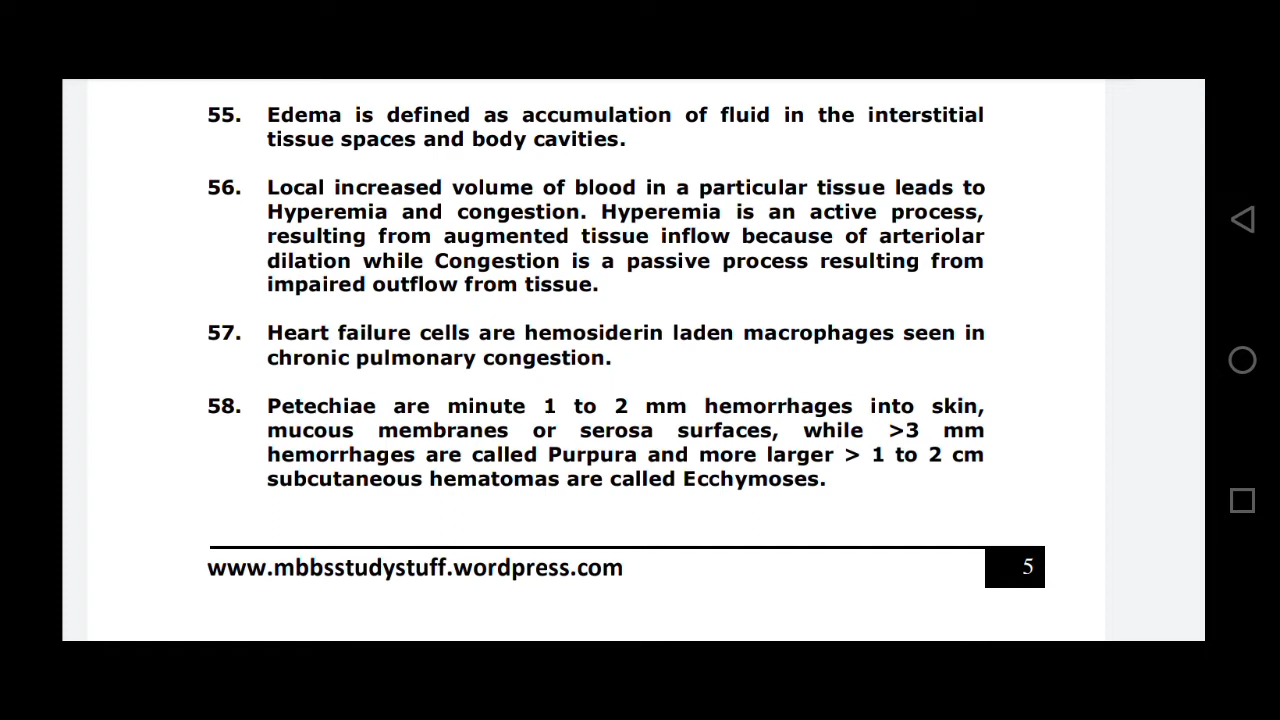 55. Edema is defined as accumulation of fluid in the interstitial
tissue spaces and body cavities.
56. Local increased volume of blood in a particular tissue leads to
Hyperemia and congestion. Hyperemia is an active process,
resulting from augmented tissue inflow because of arteriolar
dilation while Congestion is a passive process resulting from
impaired outflow from tissue.
57. Heart failure cells are hemosiderin laden macrophages seen in
chronic pulmonary congestion.
58. Petechiae are minute 1 to 2 mm hemorrhages into skin,
mucous membranes or serosa surfaces, while >3 mm
hemorrhages are called Purpura and more larger > 1 to 2 cm
subcutaneous hematomas are called Ecchymoses.
www.mbbsstudystuff.wordpress.com
5